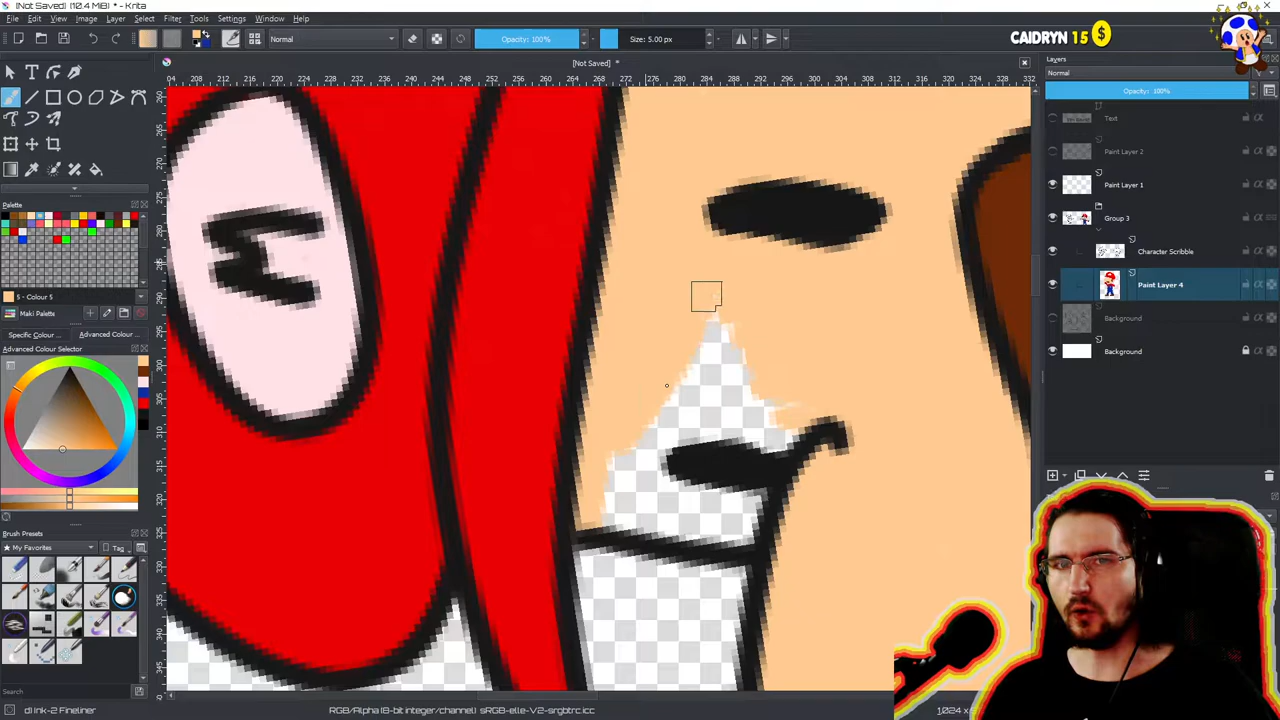 [Not Saved] (10.4 MiB) * - Krita
File Edit View Image Layer Select Filter Tools Settings Window Help
Normal
Opacity: 100%
Size: 5.00 px
CAIDRYN 15 $
[Not Saved] *
Layers
Normal
Opacity: 100%
Text
Paint Layer 2
Paint Layer 1
Group 3
Character Scribble
Paint Layer 4
Background
Background
Palette
5 - Colour 5
Maki Palette
Specific Colour ...
Advanced Colour...
Advanced Colour Selector
Brush Presets
My Favorites
Tag
Search
d) Ink-2 Fineliner
RGB/Alpha (8-bit integer/channel) sRGB-elle-V2-srgbtrc.icc